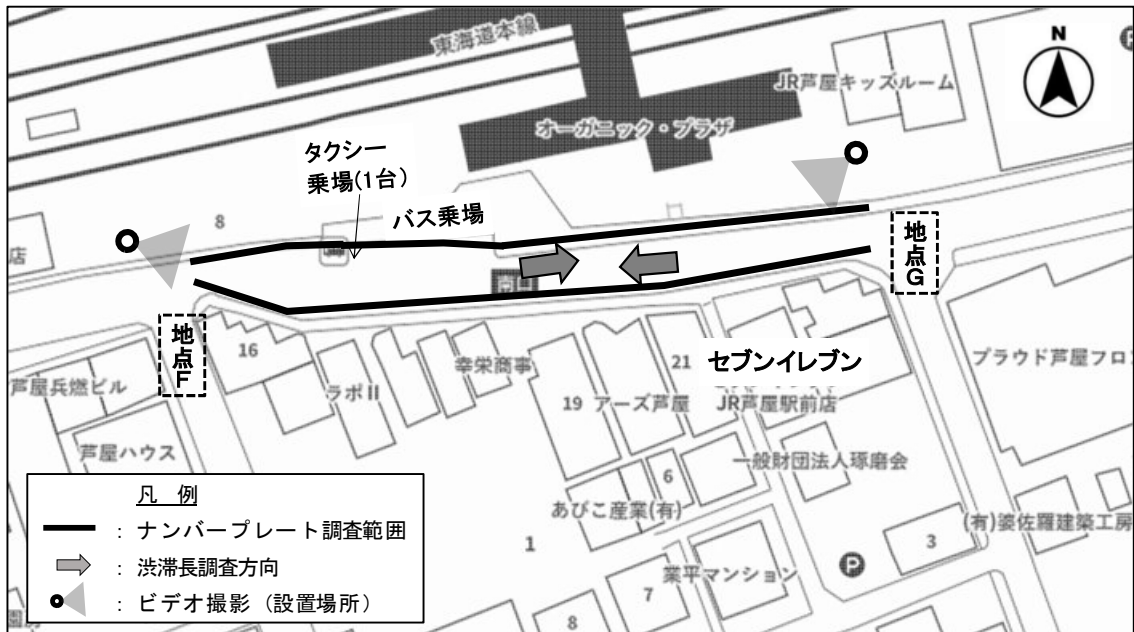 東海道本線
N
P
JR芦屋キッズルーム
オーガニック・プラザ
タクシー
乗場(1台)
8
バス乗場
店
地点G
地点F
16
芦屋兵燃ビル
ラポII
幸栄商事
21
セブンイレブン
JR芦屋駅前店
プラウド芦屋フロ
19
アーズ芦屋
芦屋ハウス
一般財団法人琢磨会
6
あびこ産業(有)
1
3
(有)婆佐羅建築工房
P
業平マンション
7
8
凡 例
: ナンバープレート調査範囲
: 渋滞長調査方向
: ビデオ撮影 (設置場所)